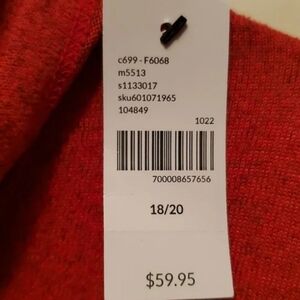 c699 - F6068
m5513
s1133017
sku601071965
104849
1022
700008657656
18/20
$59.95